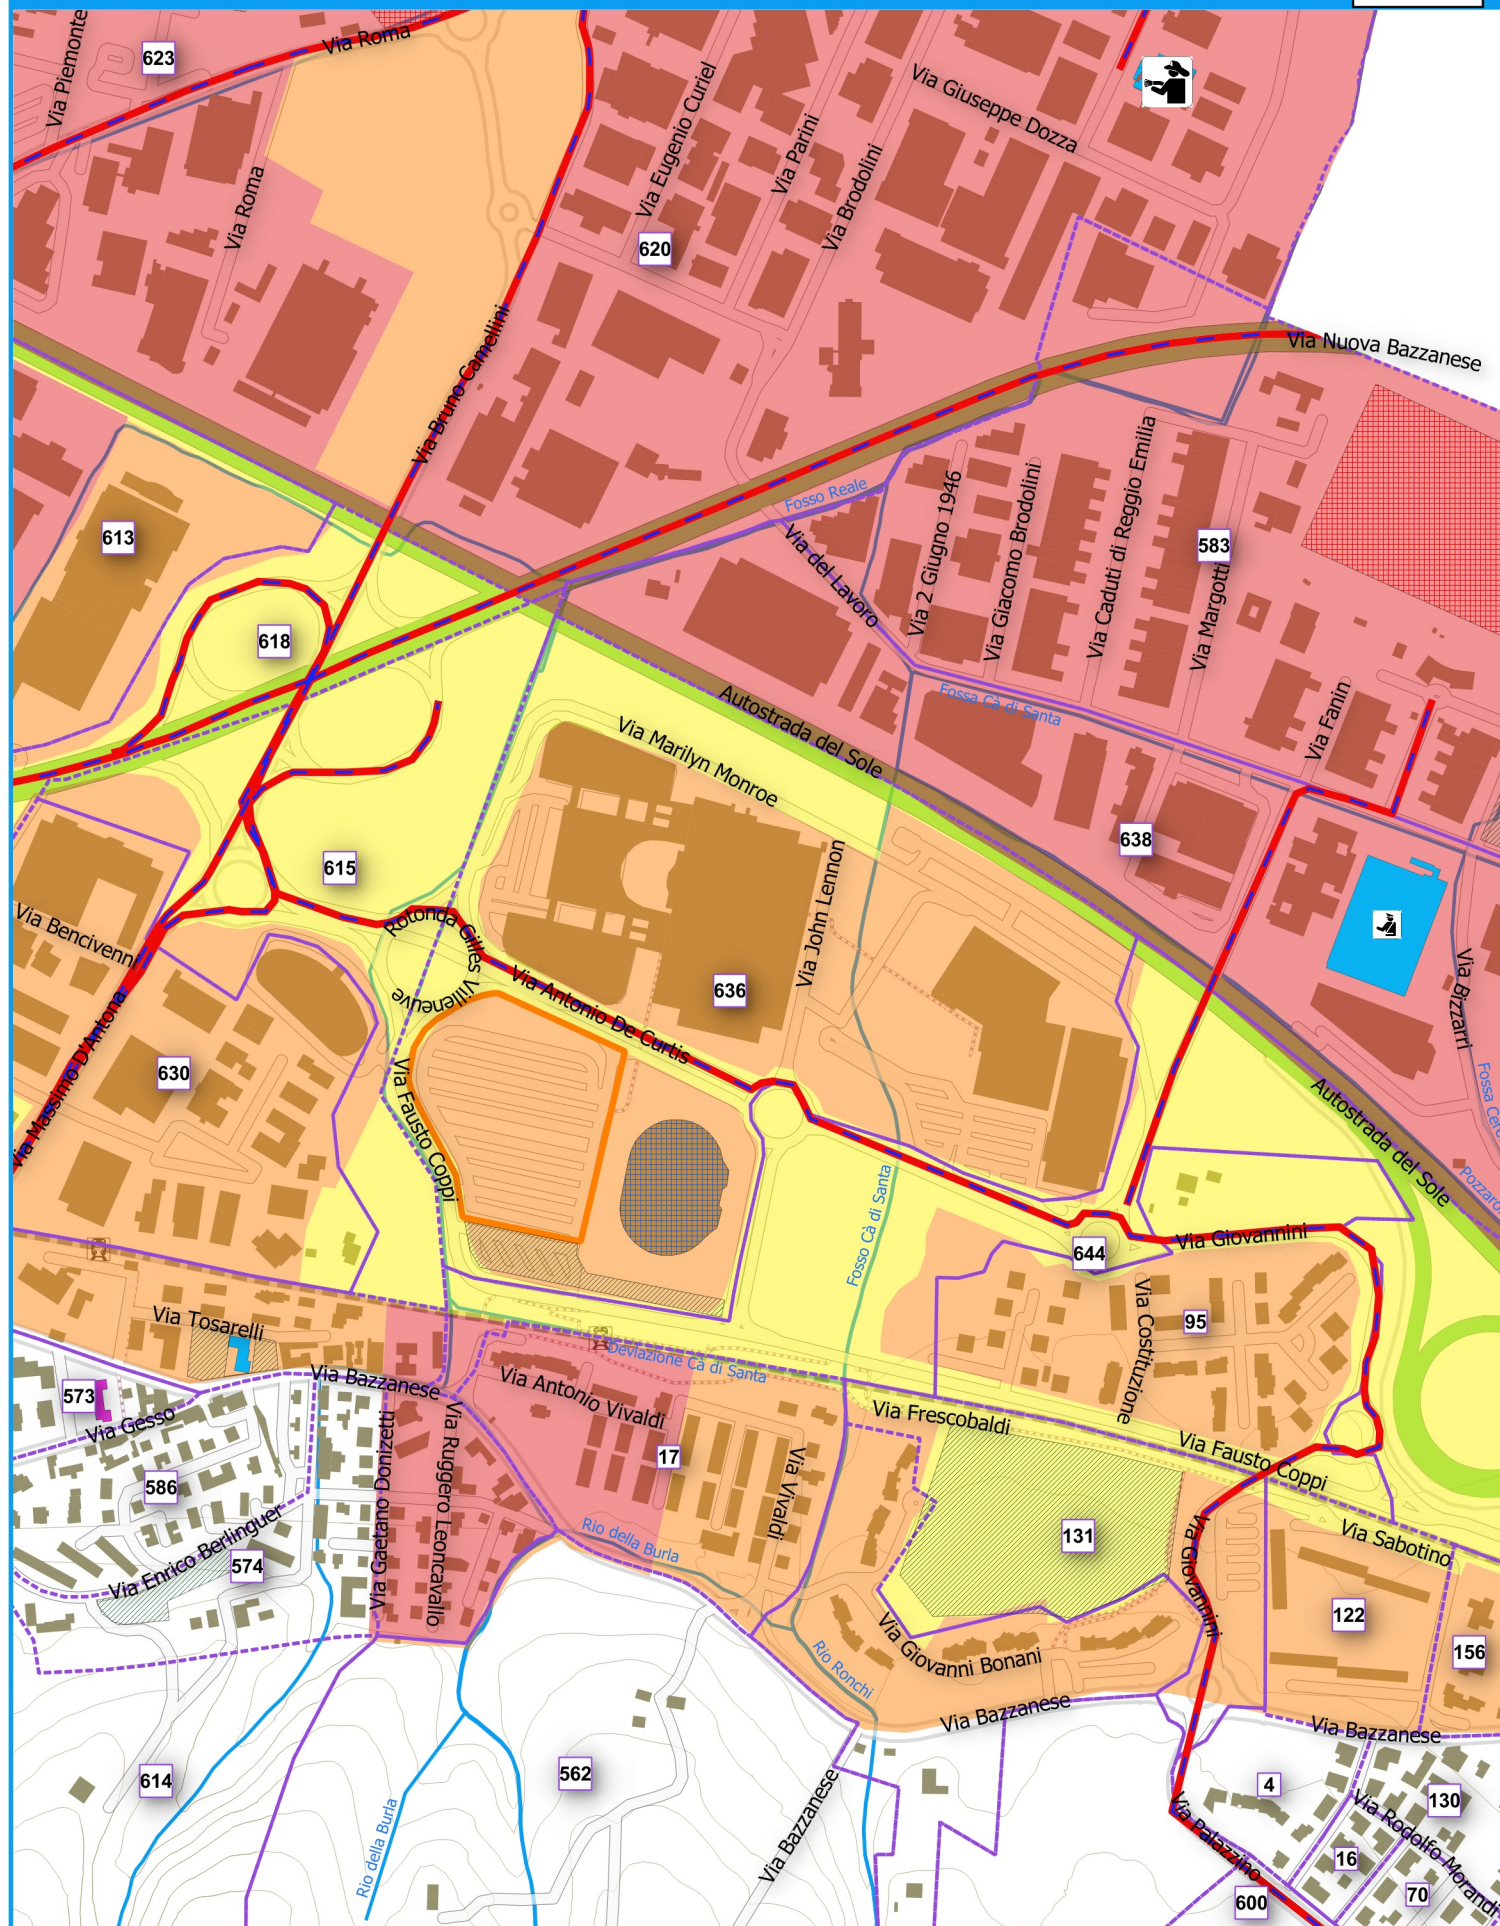 Via Piemonte
623
Via Roma
Via Eugenio Curiel
Via Giuseppe Dozza
Via Parini
Via Roma
Via Brodolini
620
Via Bruno Camellini
Via Nuova Bazzanese
Fosso Reale
613
583
Via del Lavoro
Via 2 Giugno 1946
Via Giacomo Brodolini
Via Caduti di Reggio Emilia
Via Margotti
618
Autostrada del Sole
Fossa Cà di Santa
Via Marilyn Monroe
Via Fanin
638
615
Via John Lennon
Via Bencivenni
Rotonda Gilles Villeneuve
Via Antonio De Curtis
636
Via Bizzarri
Via Massimo D'Antona
630
Via Fausto Coppi
Autostrada del Sole
Fosso Cà di Santa
644
Via Giovannini
Via Costituzione
95
Via Tosarelli
Deviazione Cà di Santa
573
Via Gesso
Via Bazzanese
Via Antonio Vivaldi
Via Frescobaldi
Via Fausto Coppi
17
Via Vivaldi
586
Via Enrico Berlinguer
574
Via Gaetano Donizetti
Via Ruggero Leoncavallo
Rio della Burla
131
Via Giovannini
Via Sabotino
122
156
Via Giovanni Bonani
Rio Ronchi
Via Bazzanese
Via Bazzanese
614
562
Rio della Burla
Via Bazzanese
4
130
Via Palazzino
Via Rodolfo Morandi
16
70
600